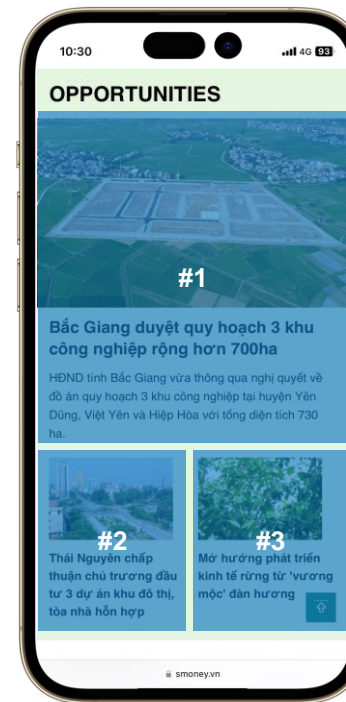 10:30
4G 93
OPPORTUNITIES
#1
Bắc Giang duyệt quy hoạch 3 khu
công nghiệp rộng hơn 700ha
HĐND tỉnh Bắc Giang vừa thông qua nghị quyết về
đồ án quy hoạch 3 khu công nghiệp tại huyện Yên
Dũng, Việt Yên và Hiệp Hòa với tổng diện tích 730
ha.
#2
Thái Nguyên chấp
thuận chủ trương đầu
tư 3 dự án khu đô thị,
tòa nhà hỗn hợp
#3
Mở hướng phát triển
kinh tế rừng từ 'vương
mộc' đàn hương
smoney.vn